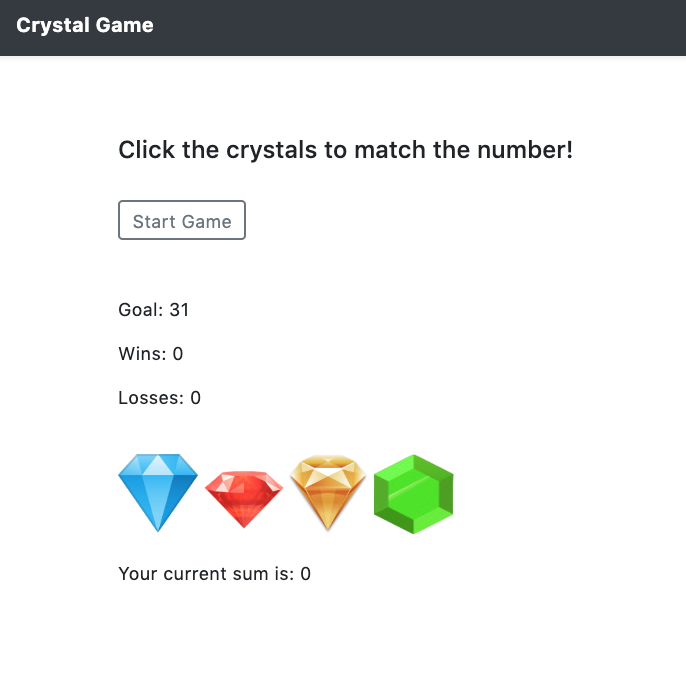 Crystal Game
Click the crystals to match the number!
Start Game
Goal: 31
Wins: 0
Losses: 0
Your current sum is: 0